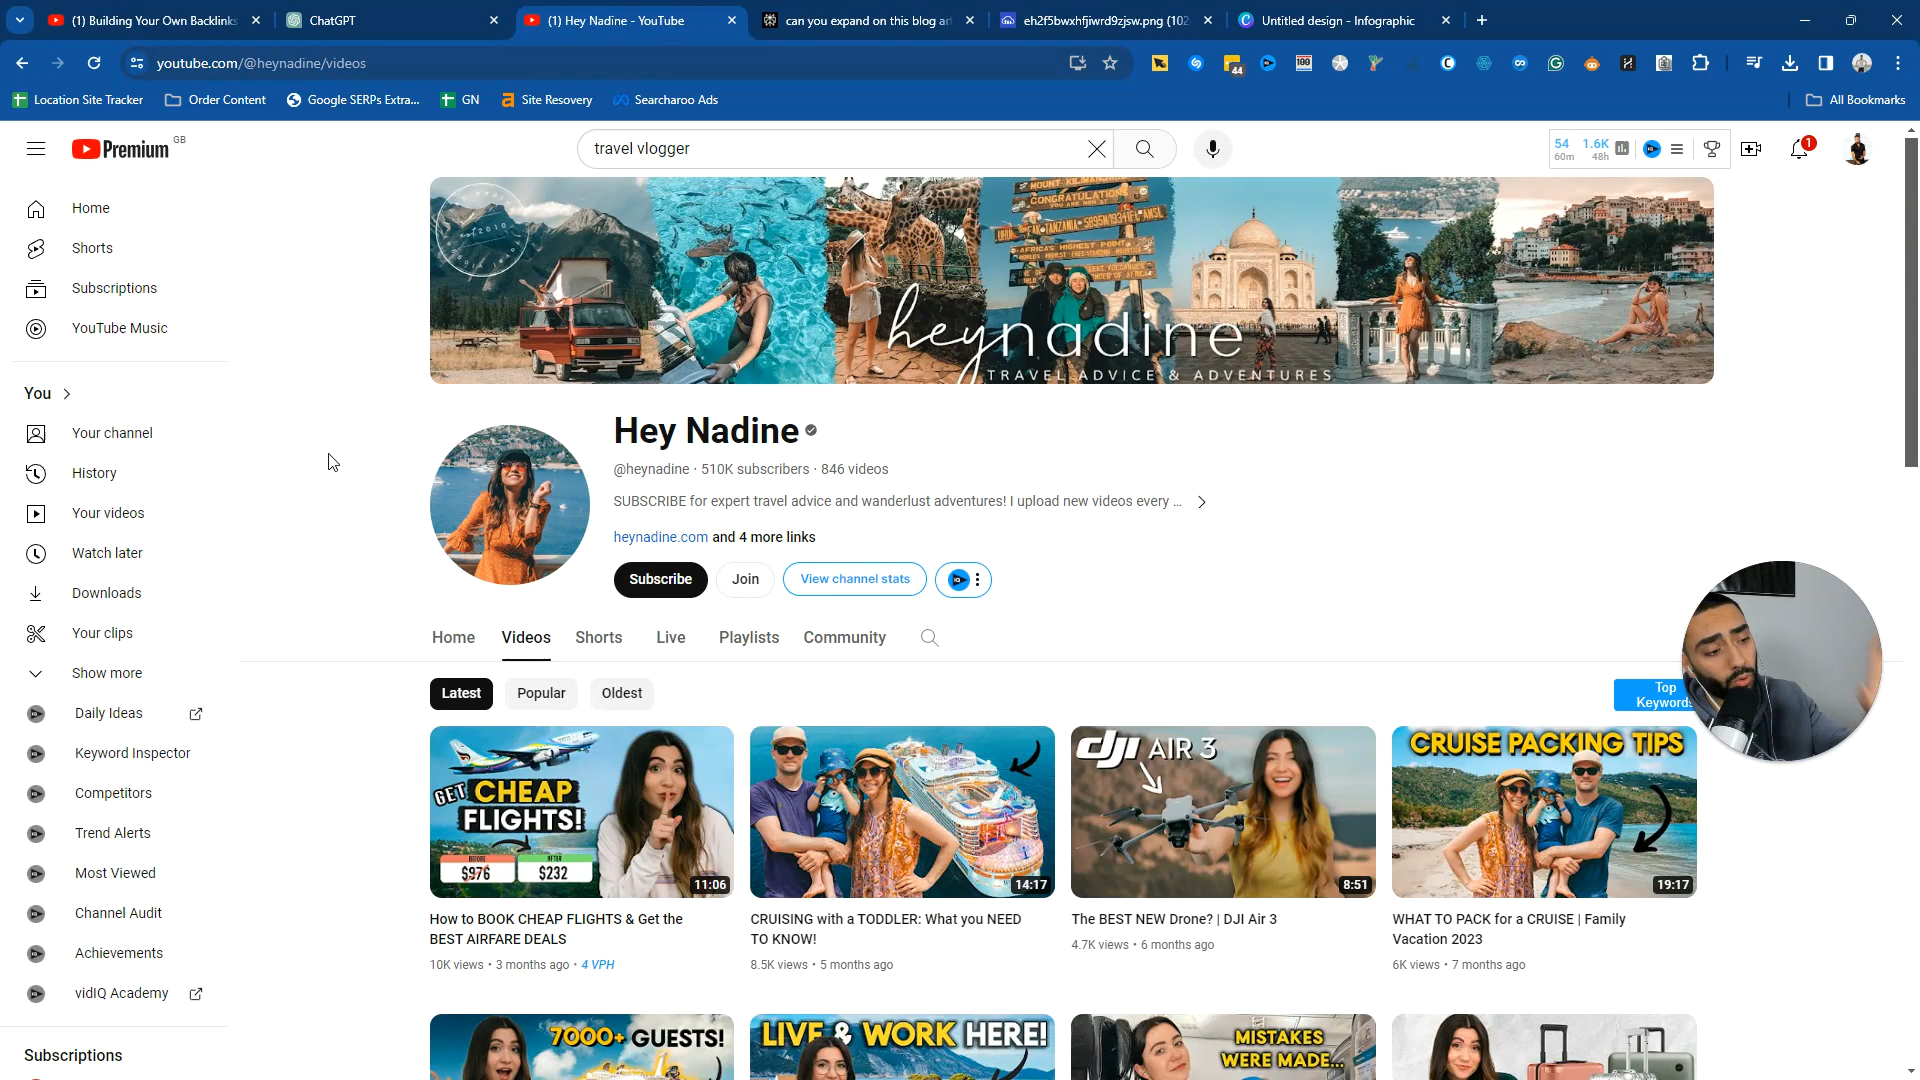 (1) Building Your Own Backlinks
ChatGPT
(1) Hey Nadine - YouTube
can you expand on this blog art
eh2f5bwxhfjiwrd9zjsw.png (102
Untitled design - Infographic
youtube.com/@heynadine/videos
44
100
Location Site Tracker
Order Content
Google SERPs Extra...
GN
Site Recovery
Searcharoo Ads
All Bookmarks
Premium
GB
travel vlogger
54
60m
1.6K
48h
1
Home
Shorts
Subscriptions
YouTube Music
You
Your channel
History
Your videos
Watch later
Downloads
Your clips
Show more
Daily Ideas
Keyword Inspector
Competitors
Trend Alerts
Most Viewed
Channel Audit
Achievements
vidIQ Academy
Subscriptions
MOUNT KILIMANJARO
CONGRATULATIONS
YOU ARE NOW AT
AFRICA'S HIGHEST POINT
heynadine
TRAVEL ADVICE & ADVENTURES
Hey Nadine
@heynadine · 510K subscribers · 846 videos
SUBSCRIBE for expert travel advice and wanderlust adventures! I upload new videos every ...
heynadine.com and 4 more links
Subscribe
Join
View channel stats
Home
Videos
Shorts
Live
Playlists
Community
Latest
Popular
Oldest
Top
Keywords
GET CHEAP
FLIGHTS!
BEFORE
$976
AFTER
$232
11:06
14:17
dji AIR 3
8:51
CRUISE PACKING TIPS
19:17
How to BOOK CHEAP FLIGHTS & Get the
BEST AIRFARE DEALS
10K views • 3 months ago • 4 VPH
CRUISING with a TODDLER: What you NEED
TO KNOW!
8.5K views • 5 months ago
The BEST NEW Drone? | DJI Air 3
4.7K views • 6 months ago
WHAT TO PACK for a CRUISE | Family
Vacation 2023
6K views • 7 months ago
7000+ GUESTS!
LIVE & WORK HERE!
MISTAKES
WERE MADE...